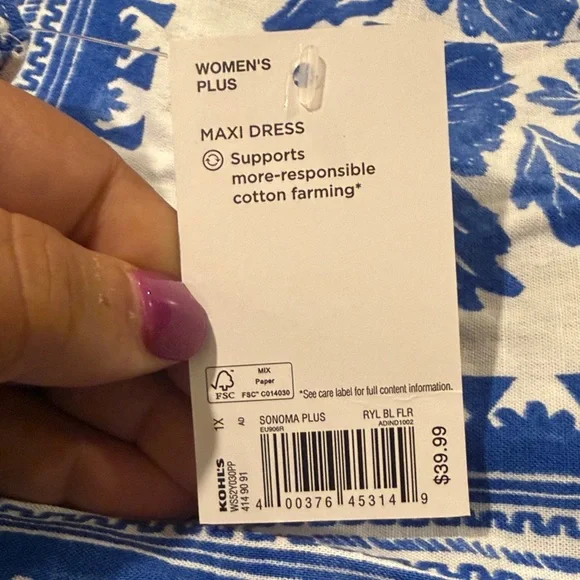 WOMEN'S
PLUS
MAXI DRESS
Supports
more-responsible
cotton farming*
FSC
MIX
Paper
FSC® C014030
*See care label for full content information.
1X
AD
SONOMA PLUS
RYL BL FLR
EU906R
ADIND1002
KOHL'S
WS52Y030PP
414 90 91
4 00376 45314 9
$39.99